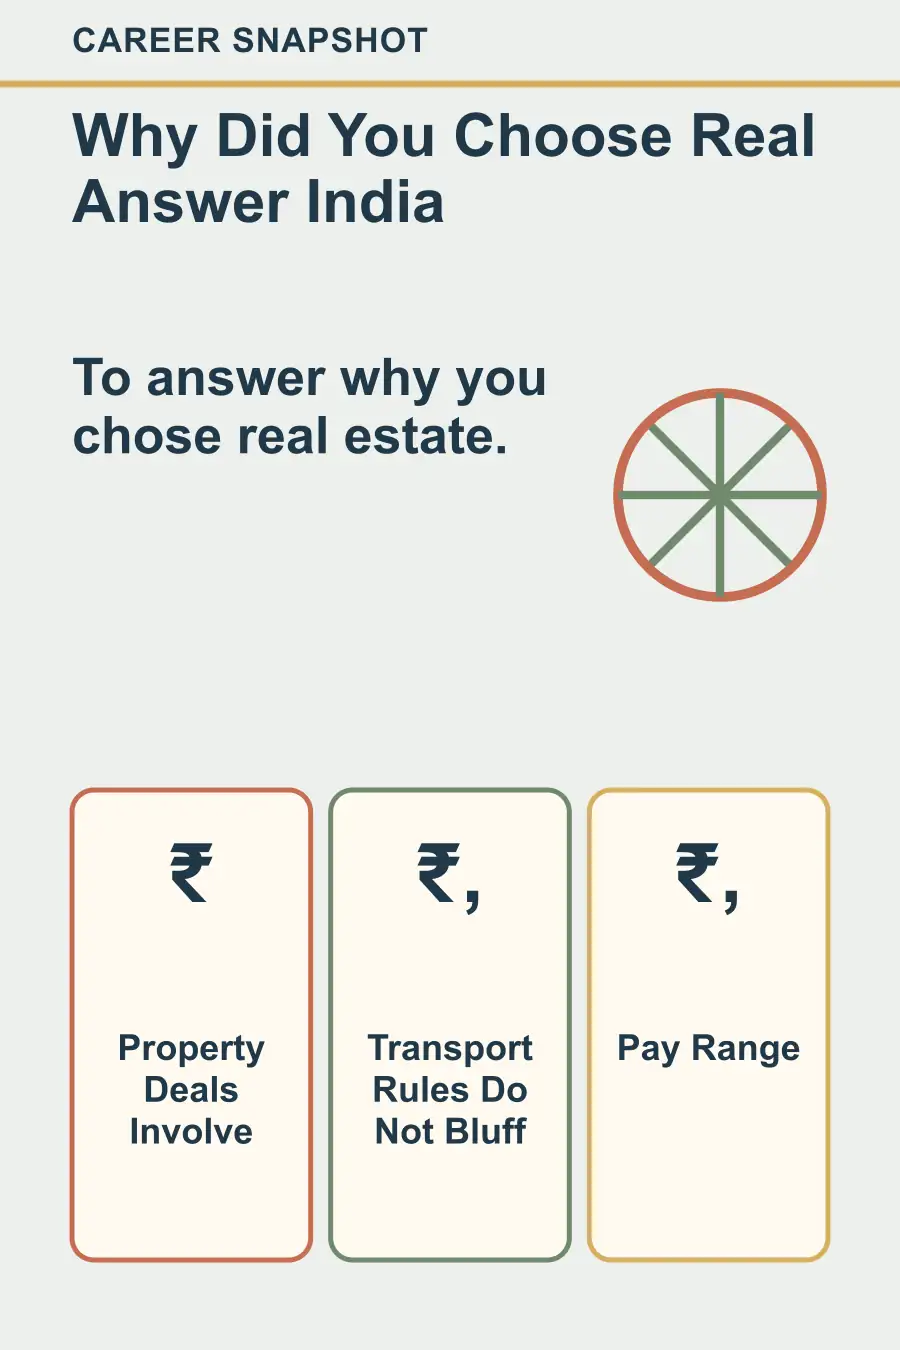 CAREER SNAPSHOT
Why Did You Choose Real
Answer India
To answer why you
chose real estate.
₹
Property
Deals
Involve
₹,
Transport
Rules Do
Not Bluff
₹,
Pay Range